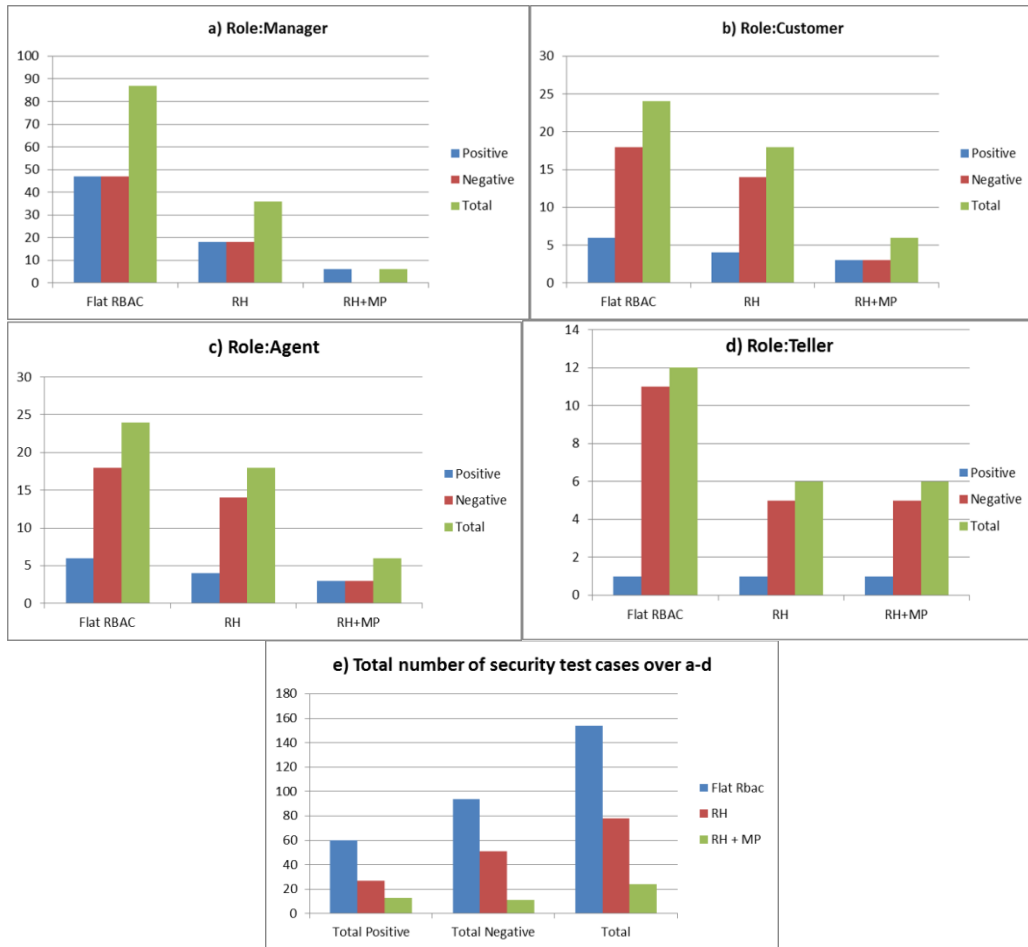 a) Role:Manager
100
90
80
70
60
50
40
30
20
10
0
Flat RBAC RH RH+MP
Positive
Negative
Total
b) Role:Customer
30
25
20
15
10
5
0
Flat RBAC RH RH+MP
Positive
Negative
Total
c) Role:Agent
30
25
20
15
10
5
0
Flat RBAC RH RH+MP
Positive
Negative
Total
d) Role:Teller
14
12
10
8
6
4
2
0
Flat RBAC RH RH+MP
Positive
Negative
Total
e) Total number of security test cases over a-d
180
160
140
120
100
80
60
40
20
0
Total Positive Total Negative Total
Flat Rbac
RH
RH + MP